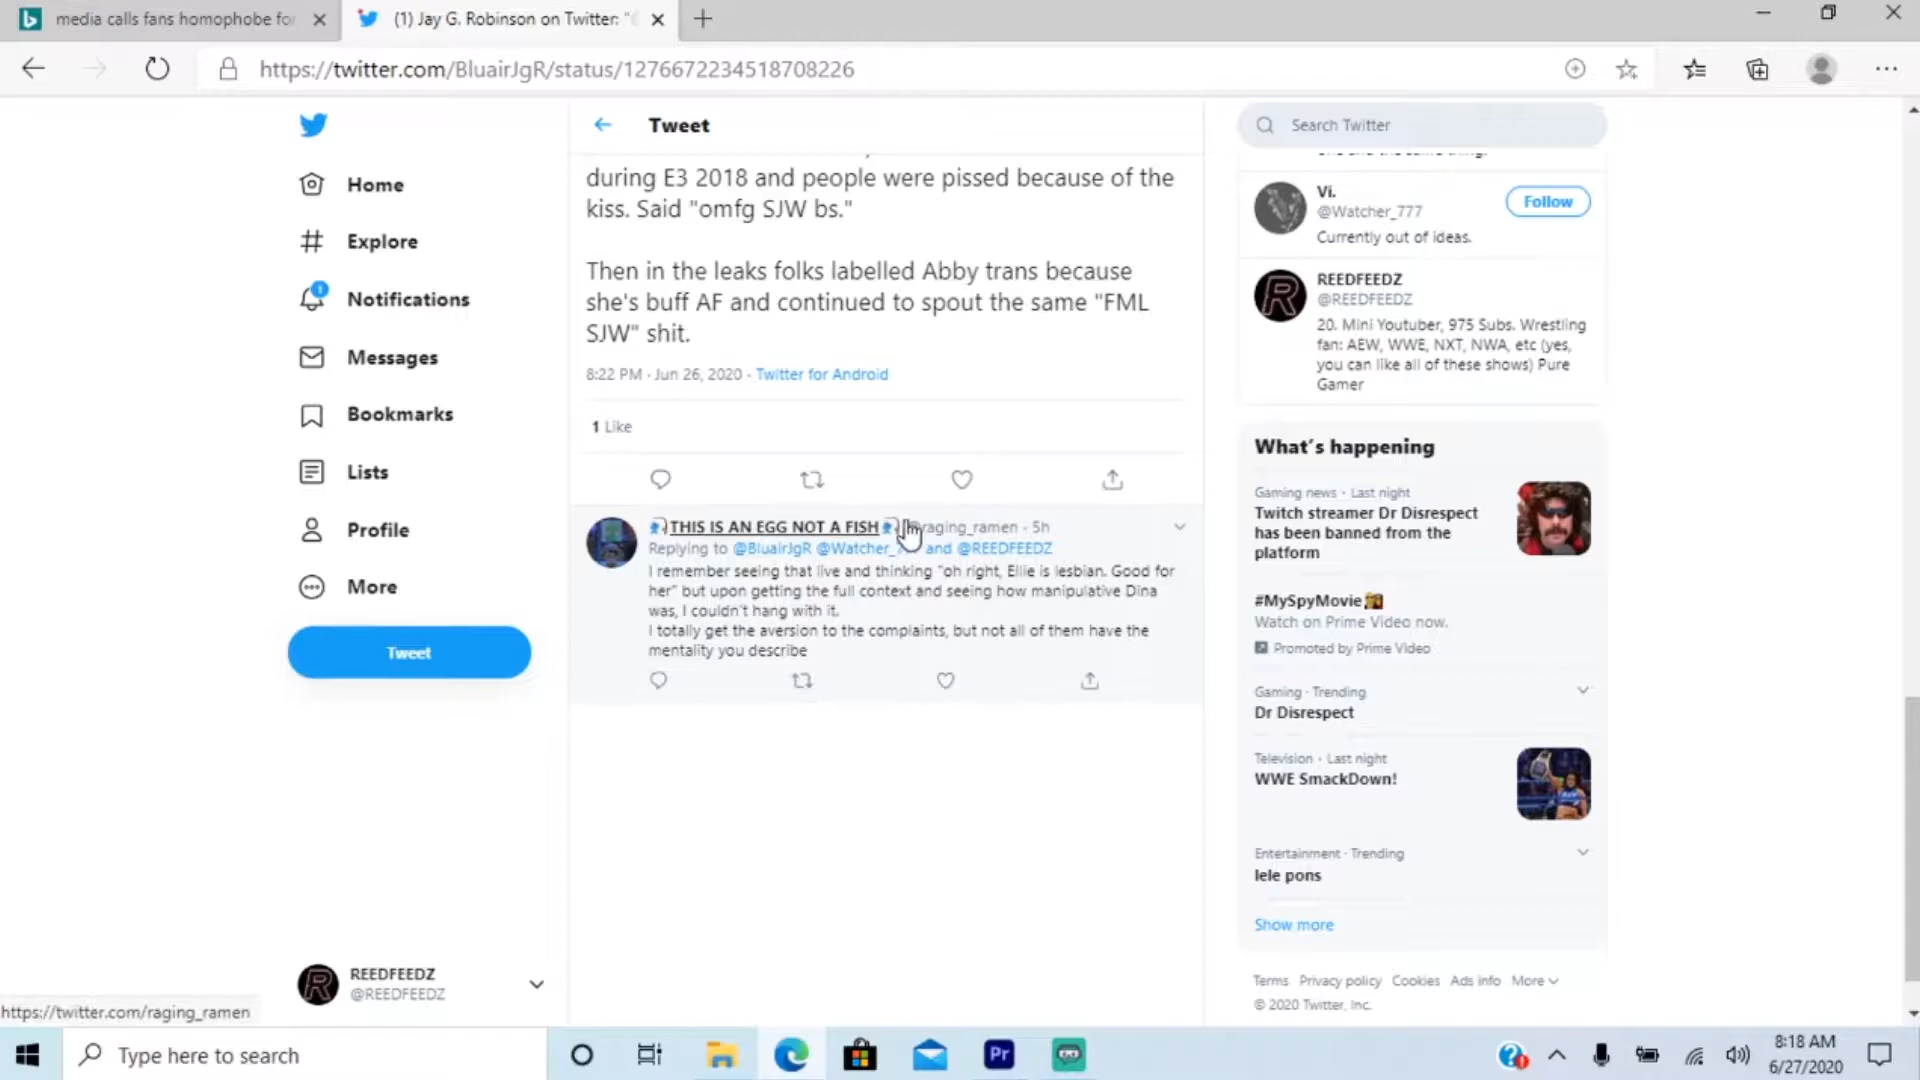 media calls fans homophobe fo
(1) Jay G. Robinson on Twitter: "
https://twitter.com/BluairJgR/status/1276672234518708226
Home
Explore
1
Notifications
Messages
Bookmarks
Lists
Profile
More
Tweet
REEDFEEDZ
@REEDFEEDZ
https://twitter.com/raging_ramen
Tweet
during E3 2018 and people were pissed because of the
kiss. Said "omfg SJW bs."
Then in the leaks folks labelled Abby trans because
she's buff AF and continued to spout the same "FML
SJW" shit.
8:22 PM · Jun 26, 2020 · Twitter for Android
1 Like
THIS IS AN EGG NOT A FISH raging_ramen · 5h
Replying to @BluairJgR @Watcher_ and @REEDFEEDZ
I remember seeing that live and thinking "oh right, Ellie is lesbian. Good for
her" but upon getting the full context and seeing how manipulative Dina
was, I couldn't hang with it.
I totally get the aversion to the complaints, but not all of them have the
mentality you describe
Search Twitter
Vi.
@Watcher_777
Follow
Currently out of ideas.
REEDFEEDZ
@REEDFEEDZ
20. Mini Youtuber, 975 Subs. Wrestling
fan: AEW, WWE, NXT, NWA, etc (yes,
you can like all of these shows) Pure
Gamer
What's happening
Gaming news · Last night
Twitch streamer Dr Disrespect
has been banned from the
platform
#MySpyMovie
Watch on Prime Video now.
Promoted by Prime Video
Gaming · Trending
Dr Disrespect
Television · Last night
WWE SmackDown!
Entertainment · Trending
lele pons
Show more
Terms Privacy policy Cookies Ads info More
© 2020 Twitter, Inc.
Type here to search
Pr
8:18 AM
6/27/2020